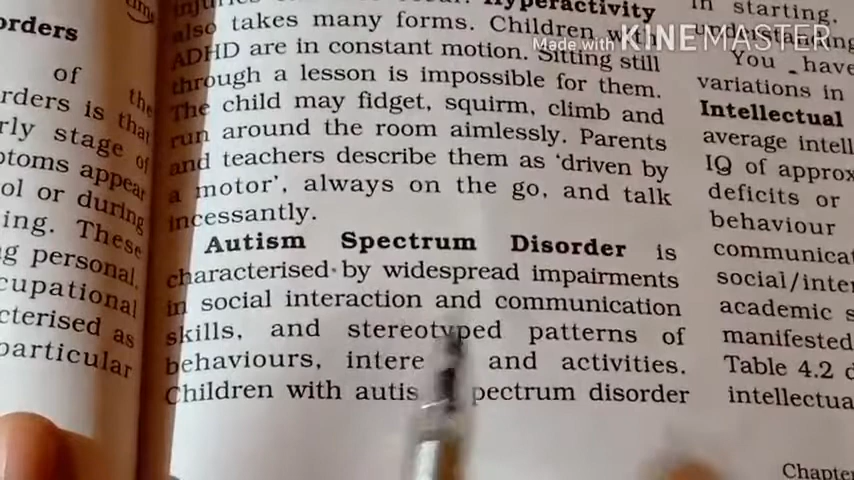 orders
of the
rders is that
rly stage of
ptoms appear
ol or during
ing. These
g personal,
cupational
cterised as
particular
Hyperactivity
also takes many forms. Children with
ADHD are in constant motion. Sitting still
through a lesson is impossible for them.
The child may fidget, squirm, climb and
run around the room aimlessly. Parents
and teachers describe them as 'driven by
a motor', always on the go, and talk
incessantly.
Autism Spectrum Disorder is
characterised by widespread impairments
in social interaction and communication
skills, and stereotyped patterns of
behaviours, intere and activities.
Children with autis spectrum disorder
in starting.
understanding
You have
variations in
Intellectual
average intell
IQ of approx
deficits or
behaviour
communicat
social/inter
academic s
manifested
Table 4.2 d
intellectua
Chapter
Made with KINEMASTER